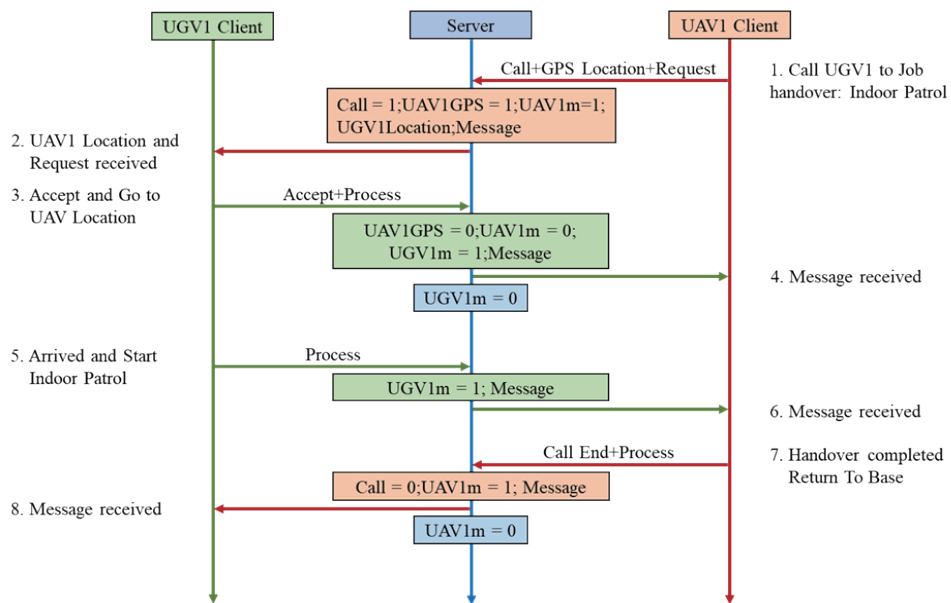 UGV1 Client
Server
UAV1 Client
Call+GPS Location+Request
1. Call UGV1 to Job
handover: Indoor Patrol
Call = 1;UAV1GPS = 1;UAV1m=1;
UGV1Location;Message
2. UAV1 Location and
Request received
3. Accept and Go to
UAV Location
Accept+Process
UAV1GPS = 0;UAV1m = 0;
UGV1m = 1;Message
4. Message received
UGV1m = 0
5. Arrived and Start
Indoor Patrol
Process
UGV1m = 1; Message
6. Message received
Call End+Process
7. Handover completed
Return To Base
Call = 0;UAV1m = 1; Message
8. Message received
UAV1m = 0